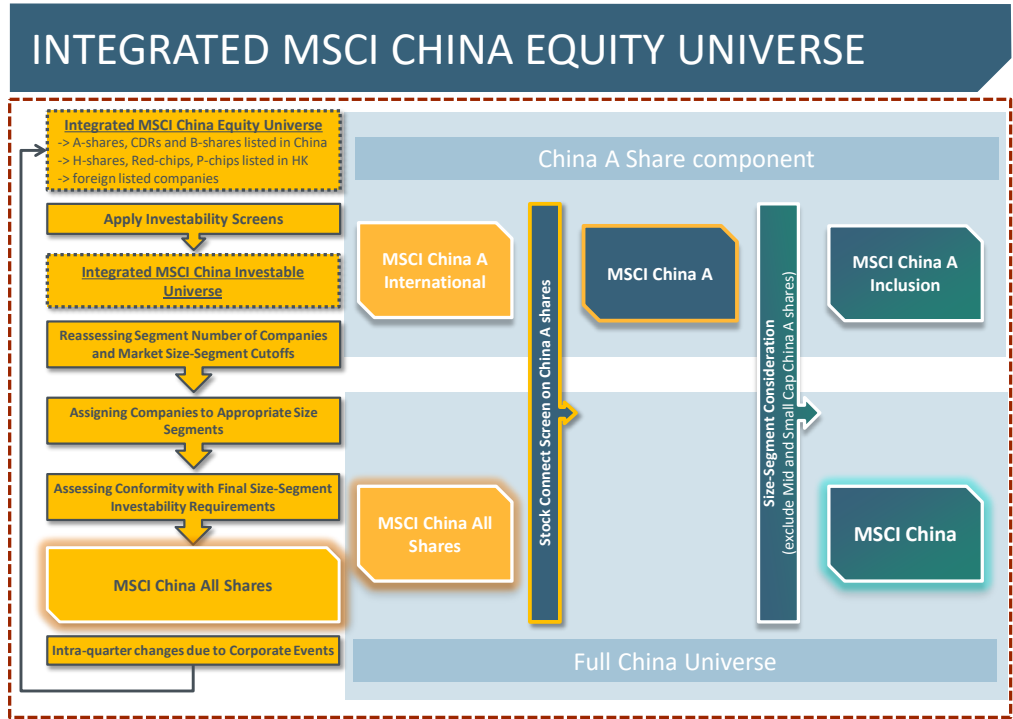 INTEGRATED MSCI CHINA EQUITY UNIVERSE
Integrated MSCI China Equity Universe
-> A-shares, CDRs and B-shares listed in China
-> H-shares, Red-chips, P-chips listed in HK
-> foreign listed companies
Apply Investability Screens
Integrated MSCI China Investable
Universe
Reassessing Segment Number of Companies
and Market Size-Segment Cutoffs
Assigning Companies to Appropriate Size
Segments
Assessing Conformity with Final Size-Segment
Investability Requirements
MSCI China All Shares
Intra-quarter changes due to Corporate Events
China A Share component
MSCI China A
International
Stock Connect Screen on China A shares
MSCI China A
Size-Segment Consideration
(exclude Mid and Small Cap China A shares)
MSCI China A
Inclusion
MSCI China All
Shares
MSCI China
Full China Universe